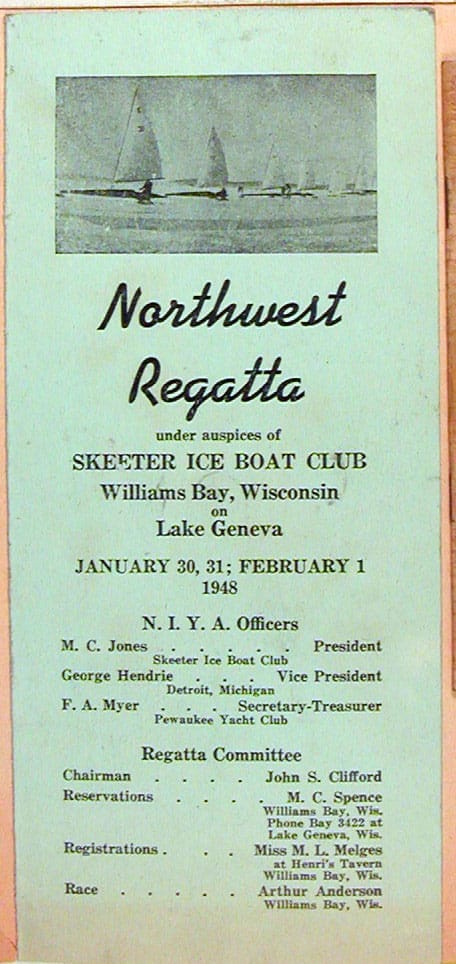 Northwest
Regatta
under auspices of
SKEETER ICE BOAT CLUB
Williams Bay, Wisconsin
on
Lake Geneva
JANUARY 30, 31; FEBRUARY 1
1948
N. I. Y. A. Officers
M. C. Jones . . . . . President
Skeeter Ice Boat Club
George Hendrie . . . Vice President
Detroit, Michigan
F. A. Myer . . . Secretary-Treasurer
Pewaukee Yacht Club
Regatta Committee
Chairman . . . . John S. Clifford
Reservations . . . . M. C. Spence
Williams Bay, Wis.
Phone Bay 3422 at
Lake Geneva, Wis.
Registrations . . . Miss M. L. Melges
at Henri's Tavern
Williams Bay, Wis.
Race . . . . . Arthur Anderson
Williams Bay, Wis.